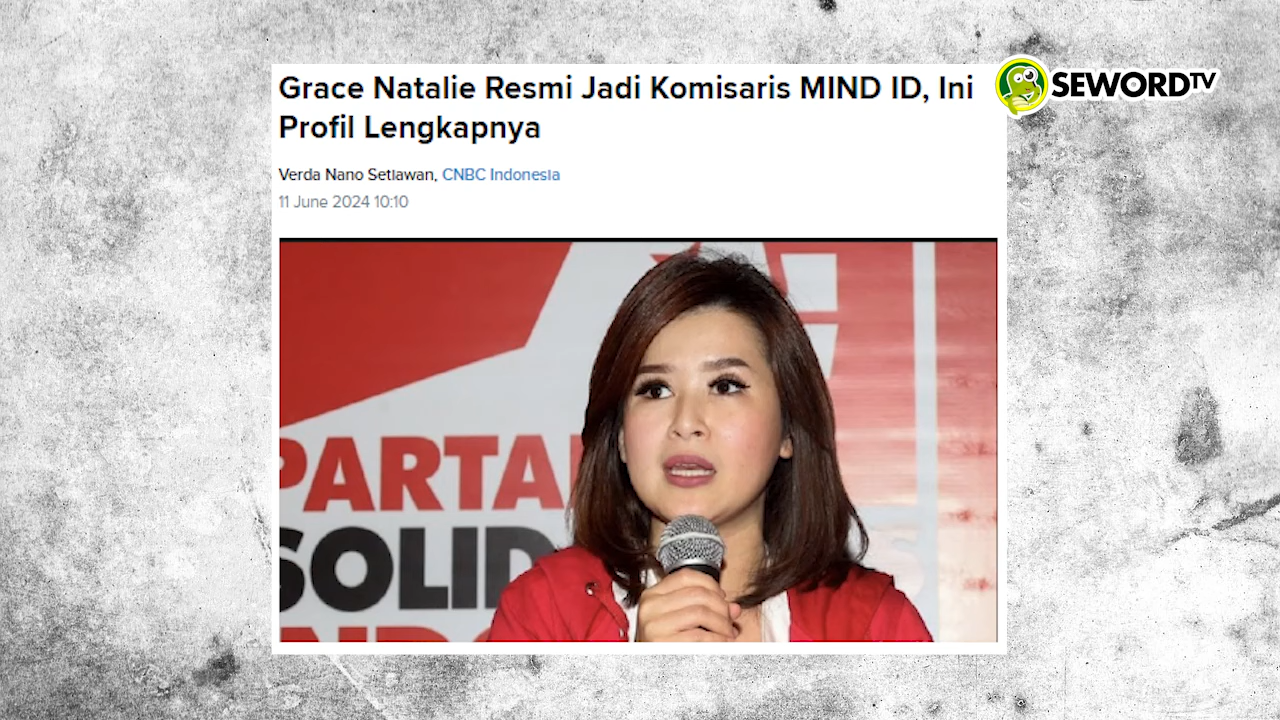 Grace Natalie Resmi Jadi Komisaris MIND ID, Ini
Profil Lengkapnya
SEWORDTV
Verda Nano Setiawan, CNBC Indonesia
11 June 2024 10:10
PARTAI
SOLID
INDO